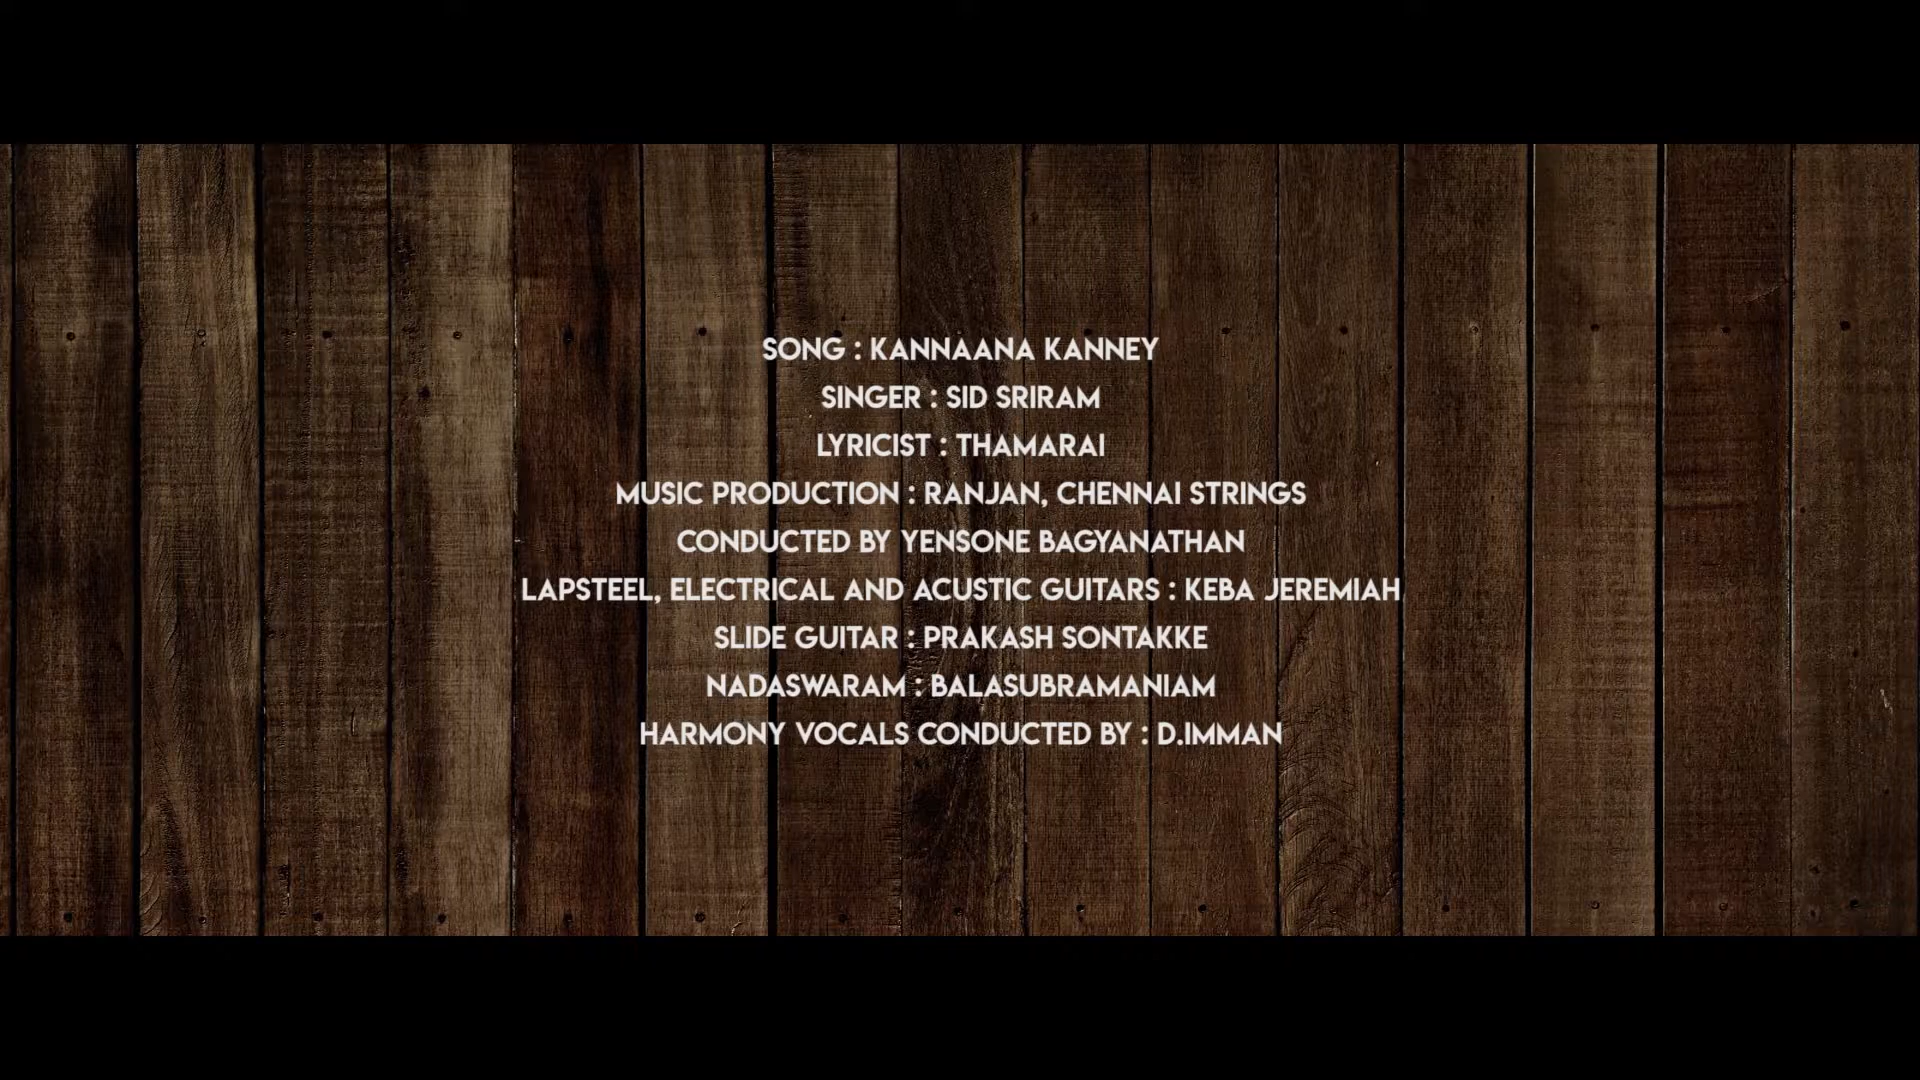 SONG : KANNAANA KANNEY
SINGER : SID SRIRAM
LYRICIST : THAMARAI
MUSIC PRODUCTION : RANJAN, CHENNAI STRINGS
CONDUCTED BY YENSONE BAGYANATHAN
LAPSTEEL, ELECTRICAL AND ACUSTIC GUITARS : KEBA JEREMIAH
SLIDE GUITAR : PRAKASH SONTAKKE
NADASWARAM : BALASUBRAMANIAM
HARMONY VOCALS CONDUCTED BY : D.IMMAN